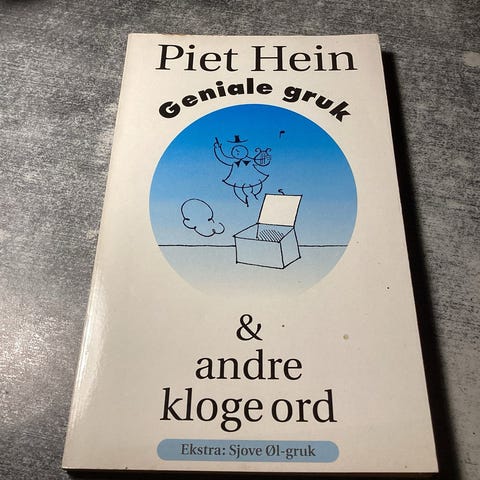 Piet Hein
Geniale gruk
&
andre
kloge ord
Ekstra: Sjove Øl-gruk